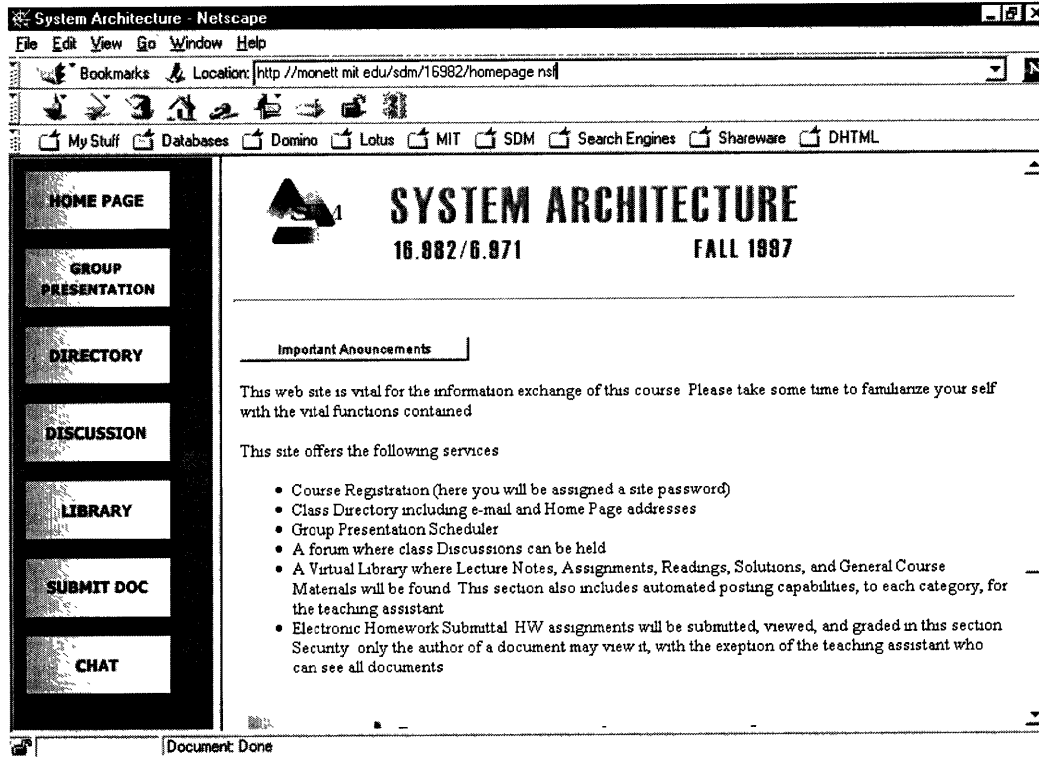 System Architecture - Netscape
File Edit View Go Window Help
Bookmarks Location: http //monett mit edu/sdm/16982/homepage nsf
My Stuff Databases Domino Lotus MIT SDM Search Engines Shareware DHTML
HOME PAGE
GROUP
PRESENTATION
DIRECTORY
DISCUSSION
LIBRARY
SUBMIT DOC
CHAT
SDM
SYSTEM ARCHITECTURE
16.982/6.971 FALL 1997
Important Anouncements
This web site is vital for the information exchange of this course Please take some time to familiarize your self
with the vital functions contained
This site offers the following services
• Course Registration (here you will be assigned a site password)
• Class Directory including e-mail and Home Page addresses
• Group Presentation Scheduler
• A forum where class Discussions can be held
• A Virtual Library where Lecture Notes, Assignments, Readings, Solutions, and General Course
Materials will be found This section also includes automated posting capabilities, to each category, for
the teaching assistant
• Electronic Homework Submittal HW assignments will be submitted, viewed, and graded in this section
Security only the author of a document may view it, with the exeption of the teaching assistant who
can see all documents
Document: Done